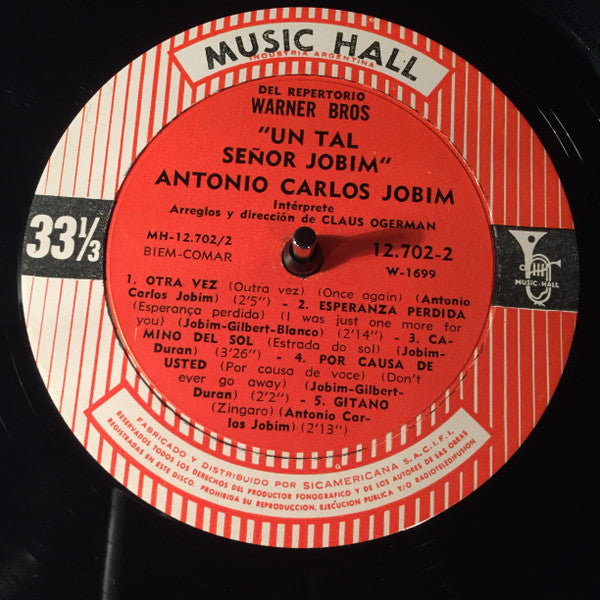 MUSIC HALL
INDUSTRIA ARGENTINA
DEL REPERTORIO
WARNER BROS
"UN TAL
SEÑOR JOBIM"
ANTONIO CARLOS JOBIM
Intérprete
Arreglos y dirección de CLAUS OGERMAN
33⅓
MH-12.702/2
BIEM-COMAR
12.702-2
W-1699
MUSIC-HALL
1. OTRA VEZ (Outra vez) (Once again) (Antonio
Carlos Jobim) (2'5") - 2. ESPERANZA PERDIDA
(Esperança perdida) (I was just one more for
you) (Jobim-Gilbert-Blanco) (2'14") - 3. CA-
MINO DEL SOL (Estrada do sol) (Jobim-
Duran) (3'26") - 4. POR CAUSA DE
USTED (Por causa de voce) (Don't
ever go away) (Jobim-Gilbert-
Duran) (2'2") - 5. GITANO
(Zingaro) (Antonio Car-
los Jobim) (2'13")
FABRICADO Y DISTRIBUIDO POR SICAMERICANA S.A.C.I.F.I.
RESERVADOS TODOS LOS DERECHOS DEL PRODUCTOR FONOGRAFICO Y DE LOS AUTORES DE LAS OBRAS
REGISTRADAS EN ESTE DISCO. PROHIBIDA SU REPRODUCCION, EJECUCION PUBLICA Y/O RADIOTELEDIFUSION